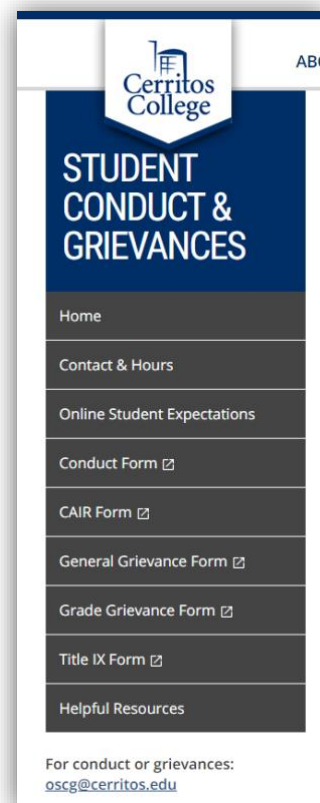 Cerritos
College
STUDENT
CONDUCT &
GRIEVANCES
Home
Contact & Hours
Online Student Expectations
Conduct Form
CAIR Form
General Grievance Form
Grade Grievance Form
Title IX Form
Helpful Resources
For conduct or grievances:
oscg@cerritos.edu